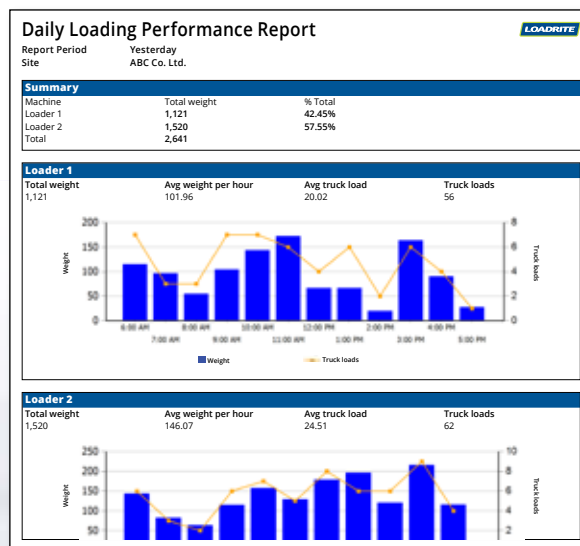 Daily Loading Performance Report
LOADRITE
Report Period Yesterday
Site ABC Co. Ltd.
Summary
Machine Total weight % Total
Loader 1 1,121 42.45%
Loader 2 1,520 57.55%
Total 2,641
Loader 1
Total weight Avg weight per hour Avg truck load Truck loads
1,121 101.96 20.02 56
200 8
150 6
Weight Truck loads
100 4
50 2
0 0
6:00 AM 8:00 AM 10:00 AM 12:00 PM 2:00 PM 4:00 PM
7:00 AM 9:00 AM 11:00 AM 1:00 PM 3:00 PM 5:00 PM
Weight Truck loads
Loader 2
Total weight Avg weight per hour Avg truck load Truck loads
1,520 146.07 24.51 62
250 10
200 8
150 6
Weight Truck loads
100 4
50 2